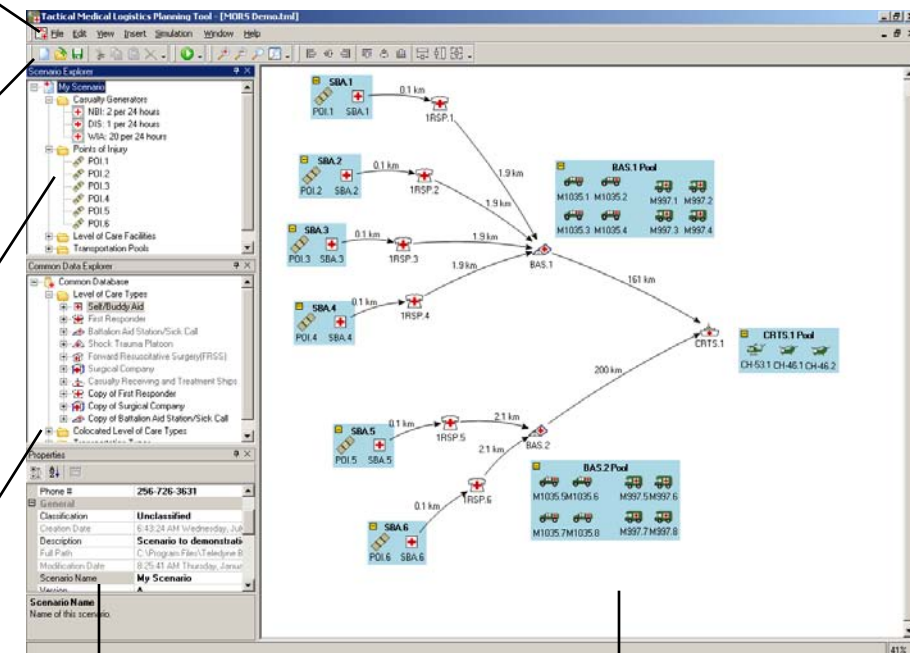 Tactical Medical Logistics Planning Tool - [MORS Demo.tml]
File Edit View Insert Simulation Window Help
Scenario Explorer
My Scenario
Casualty Generators
NBI: 2 per 24 hours
DIS: 1 per 24 hours
WIA: 20 per 24 hours
Points of Injury
POI.1
POI.2
POI.3
POI.4
POI.5
POI.6
Level of Care Facilities
Transportation Pools
Common Data Explorer
Common Database
Level of Care Types
Self/Buddy Aid
First Responder
Battalion Aid Station/Sick Call
Shock Trauma Platoon
Forward Resuscitative Surgery(FRSS)
Surgical Company
Casualty Receiving and Treatment Ships
Copy of First Responder
Copy of Surgical Company
Copy of Battalion Aid Station/Sick Call
Colocated Level of Care Types
Properties
Phone # 256-726-3631
General
Classification Unclassified
Creation Date 6:43:24 AM Wednesday, Jul
Description Scenario to demonstrati
Full Path C:\Program Files\Teledyne B
Modification Date 8:25:41 AM Thursday, Januar
Scenario Name My Scenario
Version A
Scenario Name
Name of this scenario.
SBA.1
POI.1 SBA.1
0.1 km
1RSP.1
1.9 km
SBA.2
POI.2 SBA.2
0.1 km
1RSP.2
1.9 km
SBA.3
POI.3 SBA.3
0.1 km
1RSP.3
1.9 km
SBA.4
POI.4 SBA.4
0.1 km
1RSP.4
1.9 km
BAS.1 Pool
M1035.1 M1035.2 M997.1 M997.2
M1035.3 M1035.4 M997.3 M997.4
BAS.1
161 km
CRTS.1
CRTS.1 Pool
CH-53.1 CH-46.1 CH-46.2
200 km
SBA.5
POI.5 SBA.5
0.1 km
1RSP.5
2.1 km
BAS.2
SBA.6
POI.6 SBA.6
0.1 km
1RSP.6
2.1 km
BAS.2 Pool
M1035.5 M1035.6 M997.5 M997.6
M1035.7 M1035.8 M997.7 M997.8
41%